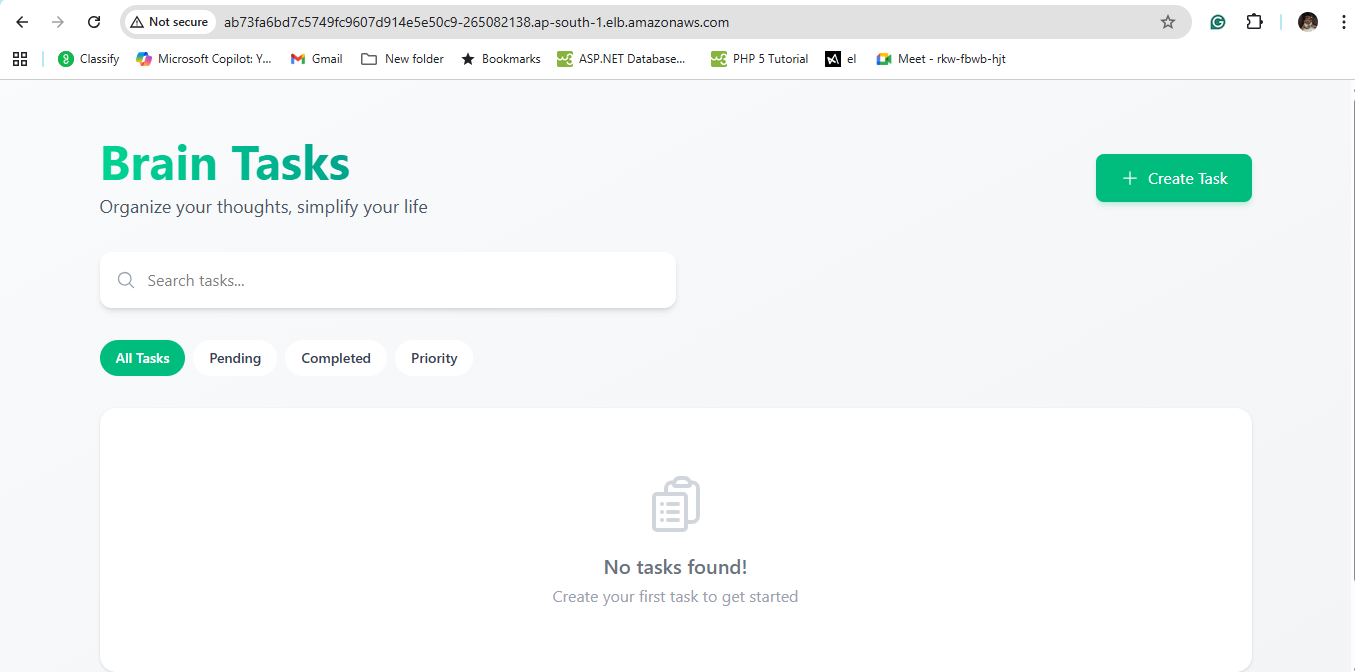 Not secure
ab73fa6bd7c5749fc9607d914e5e50c9-265082138.ap-south-1.elb.amazonaws.com
Classify
Microsoft Copilot: Y...
Gmail
New folder
Bookmarks
ASP.NET Database...
PHP 5 Tutorial
el
Meet - rkw-fbwb-hjt
Brain Tasks
Organize your thoughts, simplify your life
Create Task
Search tasks...
All Tasks
Pending
Completed
Priority
No tasks found!
Create your first task to get started